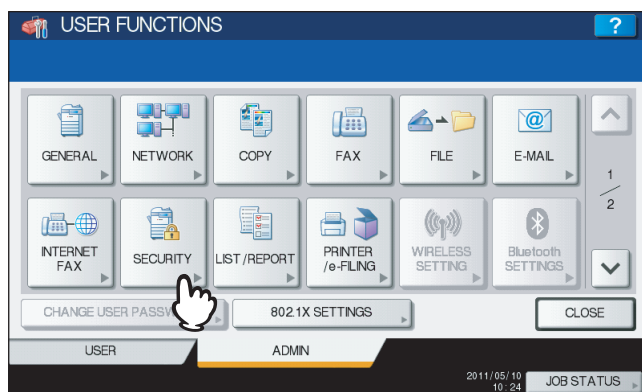 USER FUNCTIONS
?
GENERAL
NETWORK
COPY
FAX
FILE
E-MAIL
1
2
INTERNET
FAX
SECURITY
LIST/REPORT
PRINTER
/e-FILING
WIRELESS
SETTING
Bluetooth
SETTINGS
CHANGE USER
802.1X SETTINGS
CLOSE
USER
ADMIN
2011/05/10
10:24
JOB STATUS